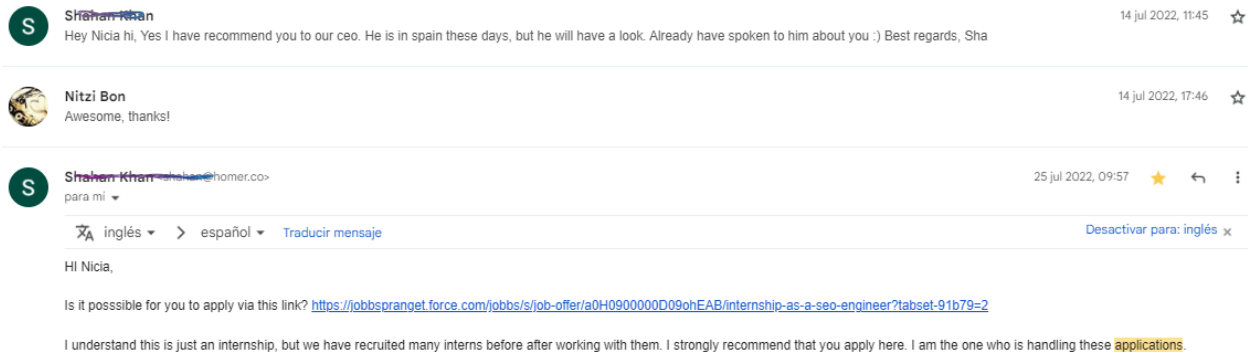 S
Shahan Khan
14 jul 2022, 11:45
Hey Nicia hi, Yes I have recommend you to our ceo. He is in spain these days, but he will have a look. Already have spoken to him about you :) Best regards, Sha
Nitzi Bon
14 jul 2022, 17:46
Awesome, thanks!
S
Shahan Khan <shahan@homer.co>
25 jul 2022, 09:57
para mi
inglés > español Traducir mensaje
Desactivar para: inglés x
HI Nicia,
Is it posssible for you to apply via this link? https://jobbspranget.force.com/jobbs/s/job-offer/a0H0900000D09ohEAB/internship-as-a-seo-engineer?tabset-91b79=2
I understand this is just an internship, but we have recruited many interns before after working with them. I strongly recommend that you apply here. I am the one who is handling these applications.